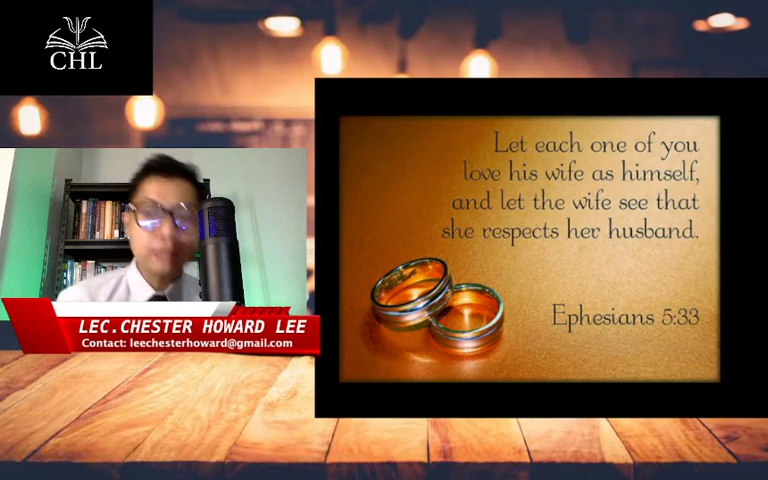 CHL
Let each one of you
love his wife as himself,
and let the wife see that
she respects her husband.
Ephesians 5:33
LEC.CHESTER HOWARD LEE
Contact: leechesterhoward@gmail.com